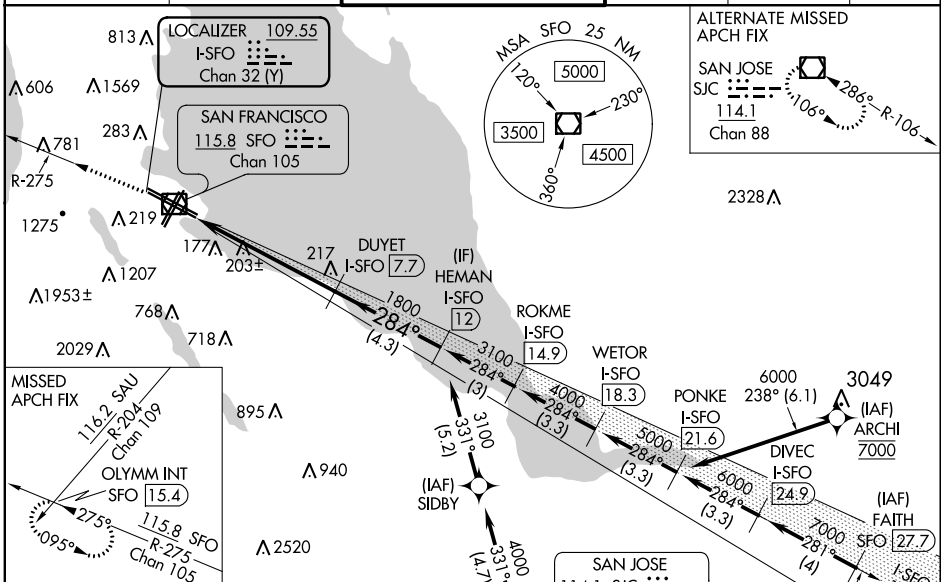 LOCALIZER 109.55
I-SFO
Chan 32 (Y)
SAN FRANCISCO
115.8 SFO
Chan 105
MSA SFO 25 NM
120°
5000
230°
3500
4500
360°
ALTERNATE MISSED
APCH FIX
SAN JOSE
SJC
114.1
Chan 88
286°
R-106
106°
813
606
1569
283
781
R-275
1275
219
177
203±
217
1207
1953±
768
718
2029
895
940
2520
2328
DUYET
I-SFO 7.7
(IF)
HEMAN
I-SFO
12
ROKME
I-SFO
14.9
WETOR
I-SFO
18.3
PONKE
I-SFO
21.6
6000
238° (6.1)
3049
(IAF)
ARCHI
7000
DIVEC
I-SFO
24.9
(IAF)
FAITH
SFO 27.7
1800
284°
(4.3)
3100
284°
(3)
4000
284°
(3.3)
5000
284°
(3.3)
6000
284°
(3.3)
7000
281°
(4)
3100
331°
(5.2)
(IAF)
SIDBY
4000
331°
(4.7)
MISSED
APCH FIX
116.2 SAU
R-204
Chan 109
OLYMM INT
SFO 15.4
275°
095°
115.8 SFO
R-275
Chan 105
SAN JOSE
114.1 SJC
I-SFO